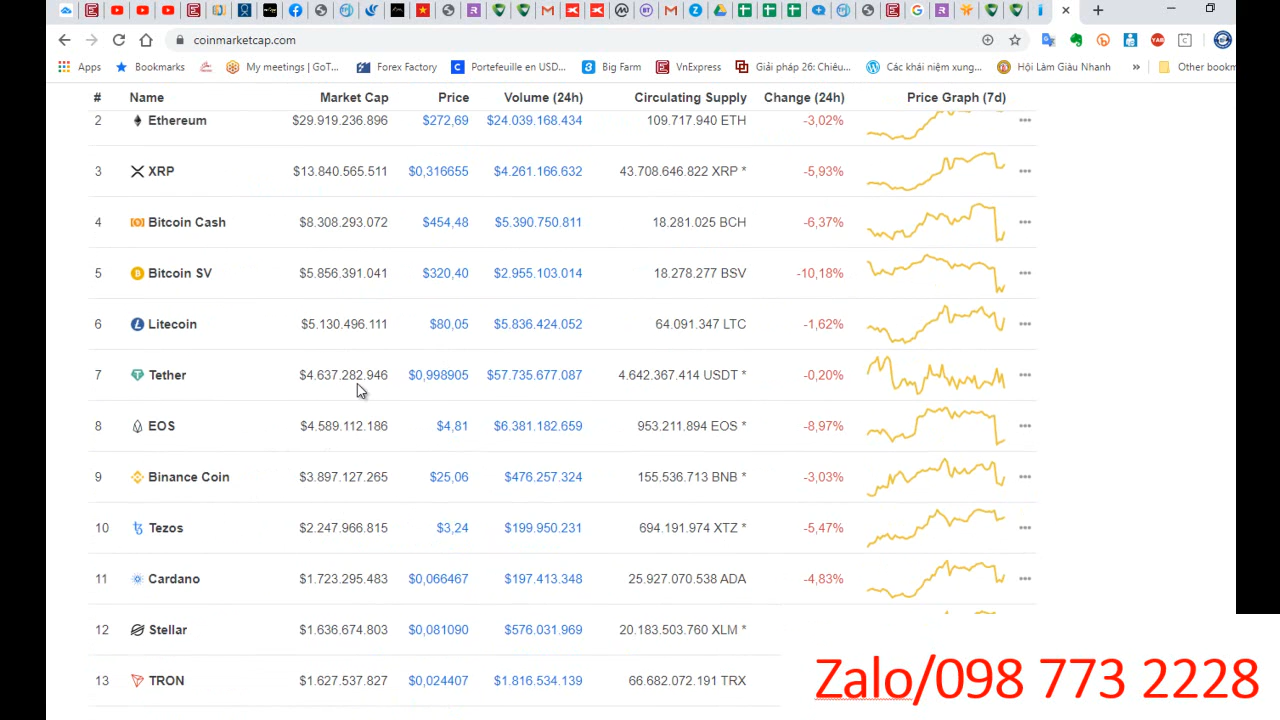 coinmarketcap.com
Apps Bookmarks My meetings | GoT... Forex Factory Portefeuille en USD... Big Farm VnExpress Giải pháp 26: Chiêu... Các khái niệm xung... Hội Làm Giàu Nhanh » Other bookm
# Name Market Cap Price Volume (24h) Circulating Supply Change (24h) Price Graph (7d)
2 Ethereum $29.919.236.896 $272,69 $24.039.168.434 109.717.940 ETH -3,02%
3 XRP $13.840.565.511 $0,316655 $4.261.166.632 43.708.646.822 XRP * -5,93%
4 Bitcoin Cash $8.308.293.072 $454,48 $5.390.750.811 18.281.025 BCH -6,37%
5 Bitcoin SV $5.856.391.041 $320,40 $2.955.103.014 18.278.277 BSV -10,18%
6 Litecoin $5.130.496.111 $80,05 $5.836.424.052 64.091.347 LTC -1,62%
7 Tether $4.637.282.946 $0,998905 $57.735.677.087 4.642.367.414 USDT * -0,20%
8 EOS $4.589.112.186 $4,81 $6.381.182.659 953.211.894 EOS * -8,97%
9 Binance Coin $3.897.127.265 $25,06 $476.257.324 155.536.713 BNB * -3,03%
10 Tezos $2.247.966.815 $3,24 $199.950.231 694.191.974 XTZ * -5,47%
11 Cardano $1.723.295.483 $0,066467 $197.413.348 25.927.070.538 ADA -4,83%
12 Stellar $1.636.674.803 $0,081090 $576.031.969 20.183.503.760 XLM *
13 TRON $1.627.537.827 $0,024407 $1.816.534.139 66.682.072.191 TRX
Zalo/098 773 2228